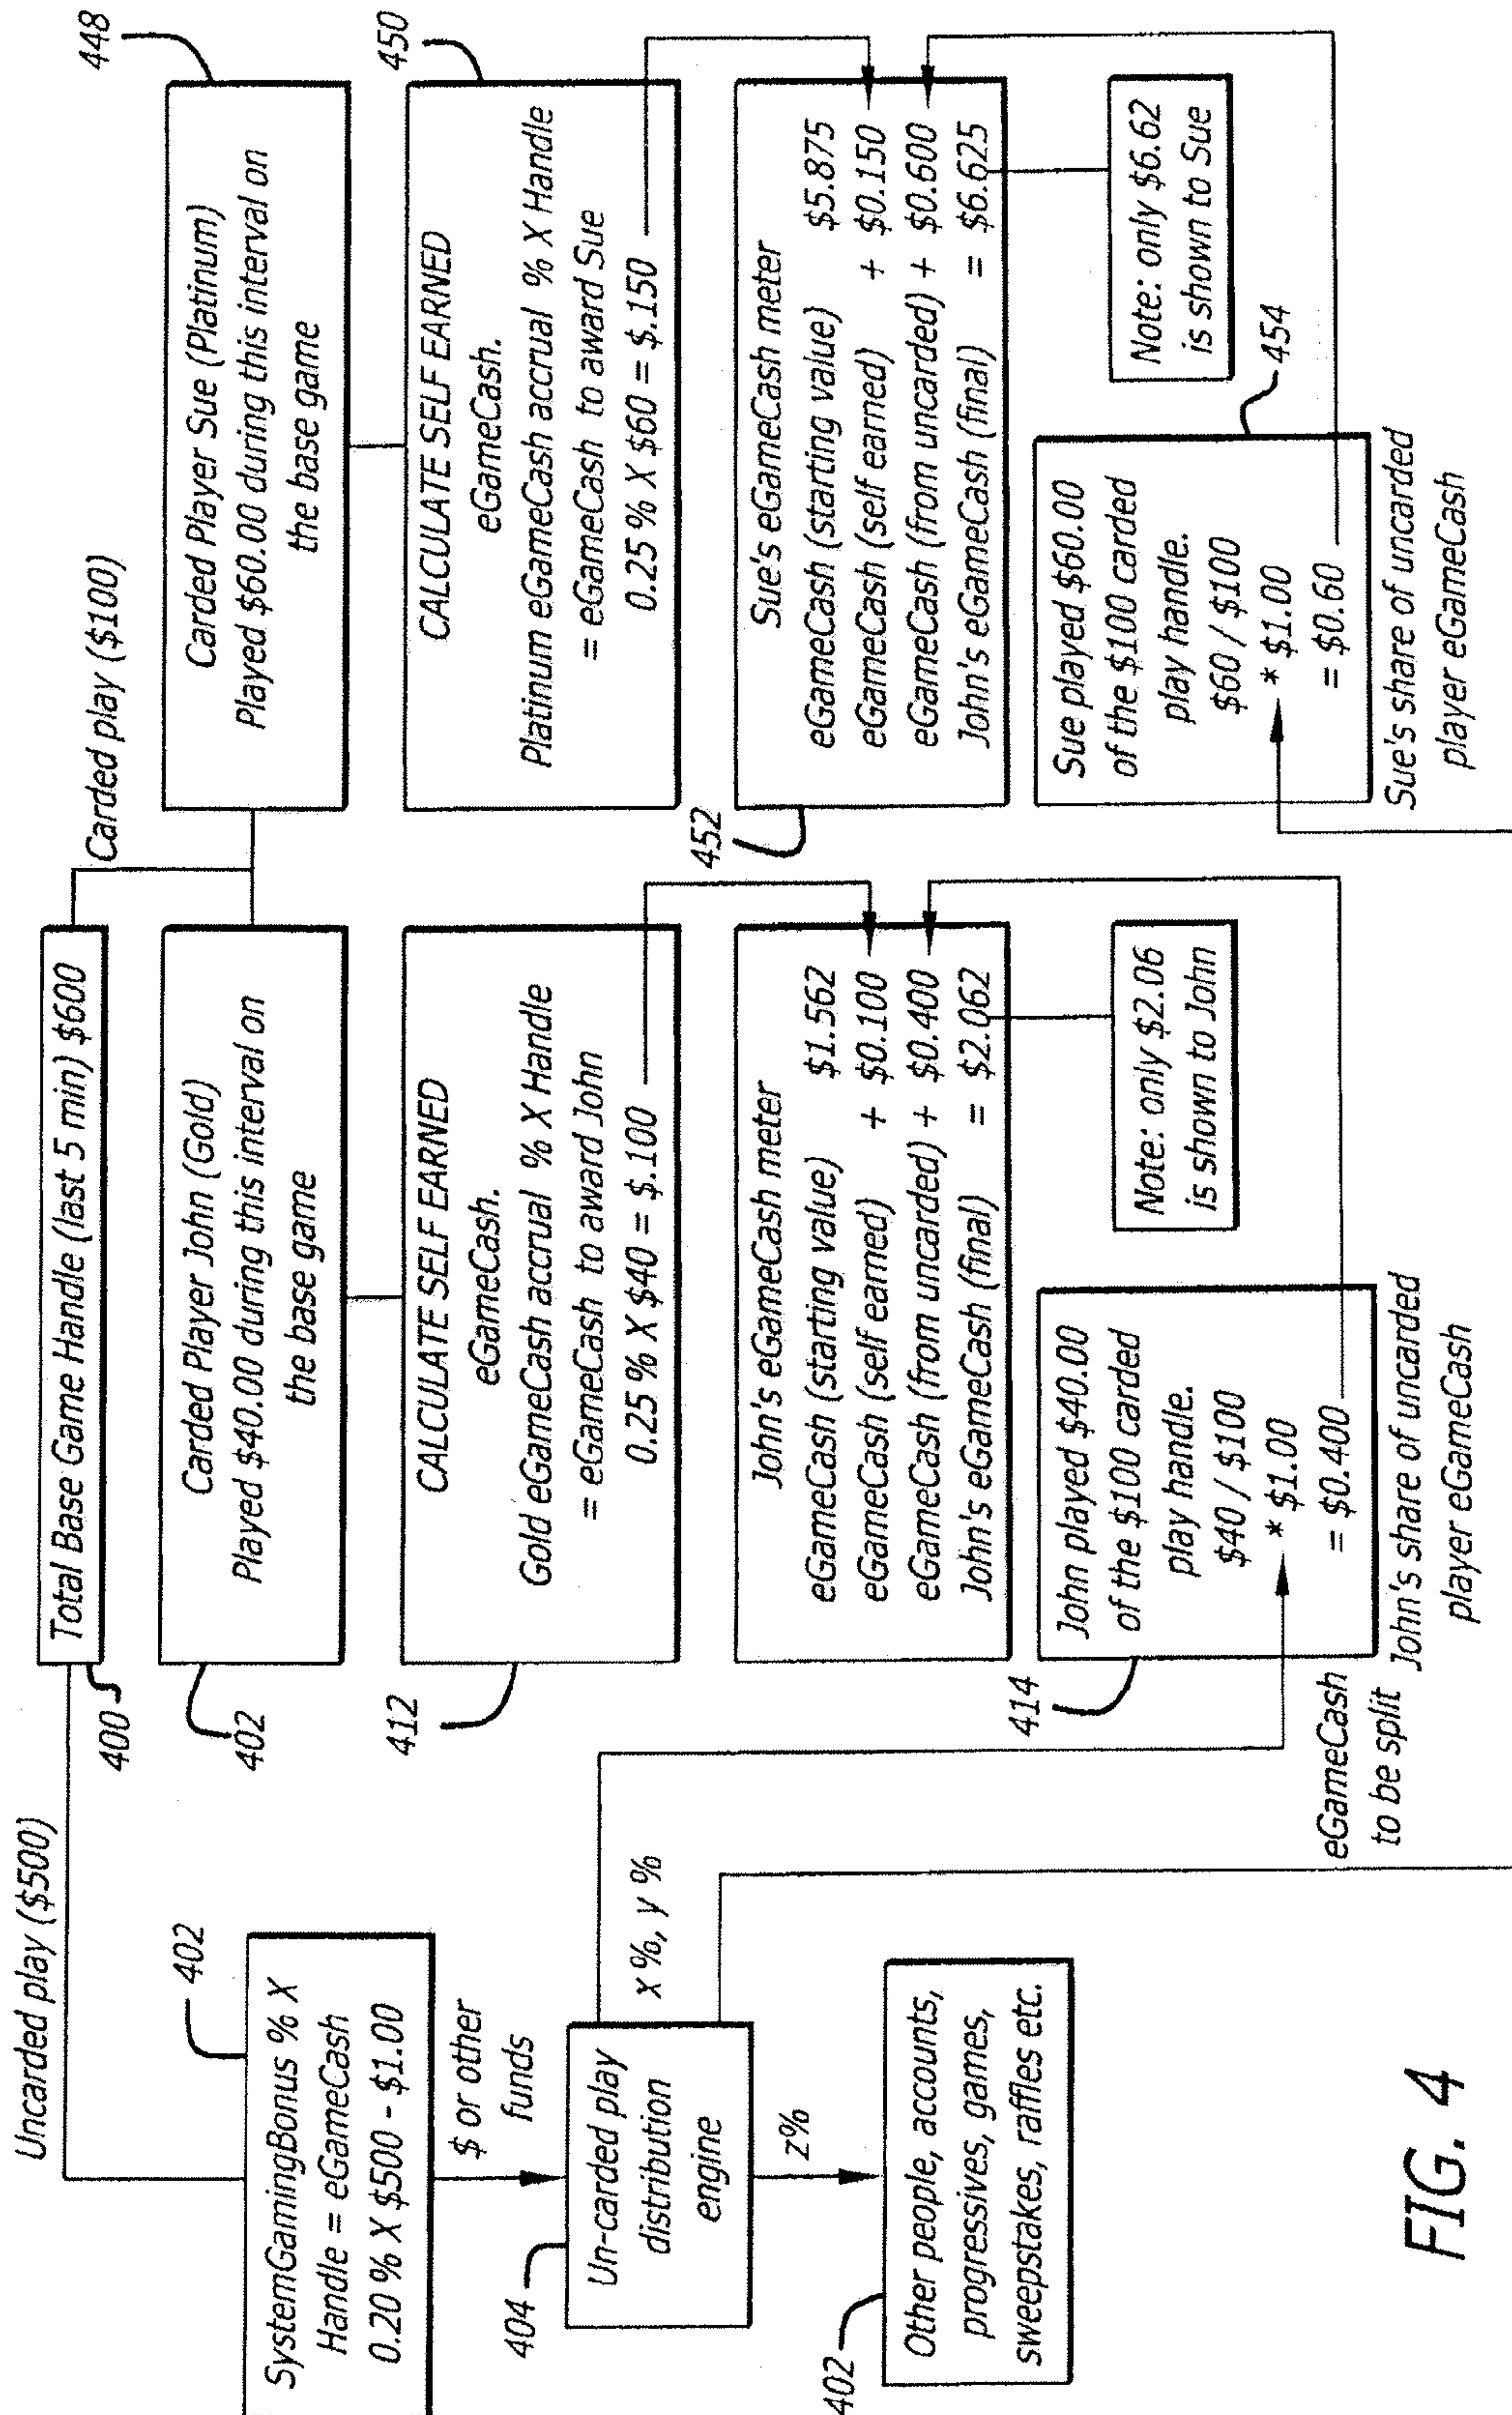 Uncarded play ($500)
Total Base Game Handle (last 5 min) $600
400
Carded play ($100)
402
SystemGamingBonus % X
Handle = eGameCash
0.20 % X $500 - $1.00
$ or other
funds
404
Un-carded play
distribution
engine
x%, y %
z%
402
Other people, accounts,
progressives, games,
sweepstakes, raffles etc.
402
Carded Player John (Gold)
Played $40.00 during this interval on
the base game
412
CALCULATE SELF EARNED
eGameCash.
Gold eGameCash accrual % X Handle
= eGameCash to award John
0.25 % X $40 = $.100
John's eGameCash meter
eGameCash (starting value) $1.562
eGameCash (self earned) + $0.100
eGameCash (from uncarded) + $0.400
John's eGameCash (final) = $2.062
Note: only $2.06
is shown to John
414
John played $40.00
of the $100 carded
play handle.
$40 / $100
* $1.00
= $0.400
eGameCash
to be split
John's share of uncarded
player eGameCash
448
Carded Player Sue (Platinum)
Played $60.00 during this interval on
the base game
450
CALCULATE SELF EARNED
eGameCash.
Platinum eGameCash accrual % X Handle
= eGameCash to award Sue
0.25 % X $60 = $.150
452
Sue's eGameCash meter
eGameCash (starting value) $5.875
eGameCash (self earned) + $0.150
eGameCash (from uncarded) + $0.600
John's eGameCash (final) = $6.625
Note: only $6.62
is shown to Sue
454
Sue played $60.00
of the $100 carded
play handle.
$60 / $100
* $1.00
= $0.60
Sue's share of uncarded
player eGameCash
FIG. 4